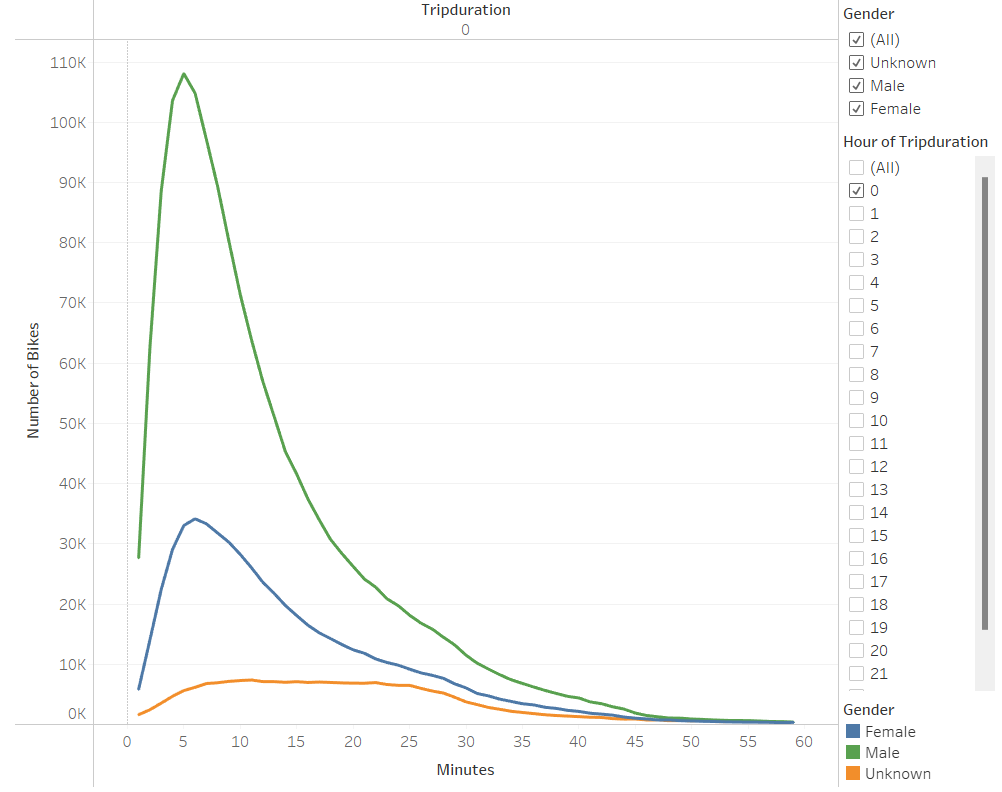 Tripduration
0
110K
100K
90K
80K
70K
60K
50K
40K
30K
20K
10K
0K
Number of Bikes
0 5 10 15 20 25 30 35 40 45 50 55 60
Minutes
Gender
(All)
Unknown
Male
Female
Hour of Tripduration
(All)
0
1
2
3
4
5
6
7
8
9
10
11
12
13
14
15
16
17
18
19
20
21
Gender
Female
Male
Unknown